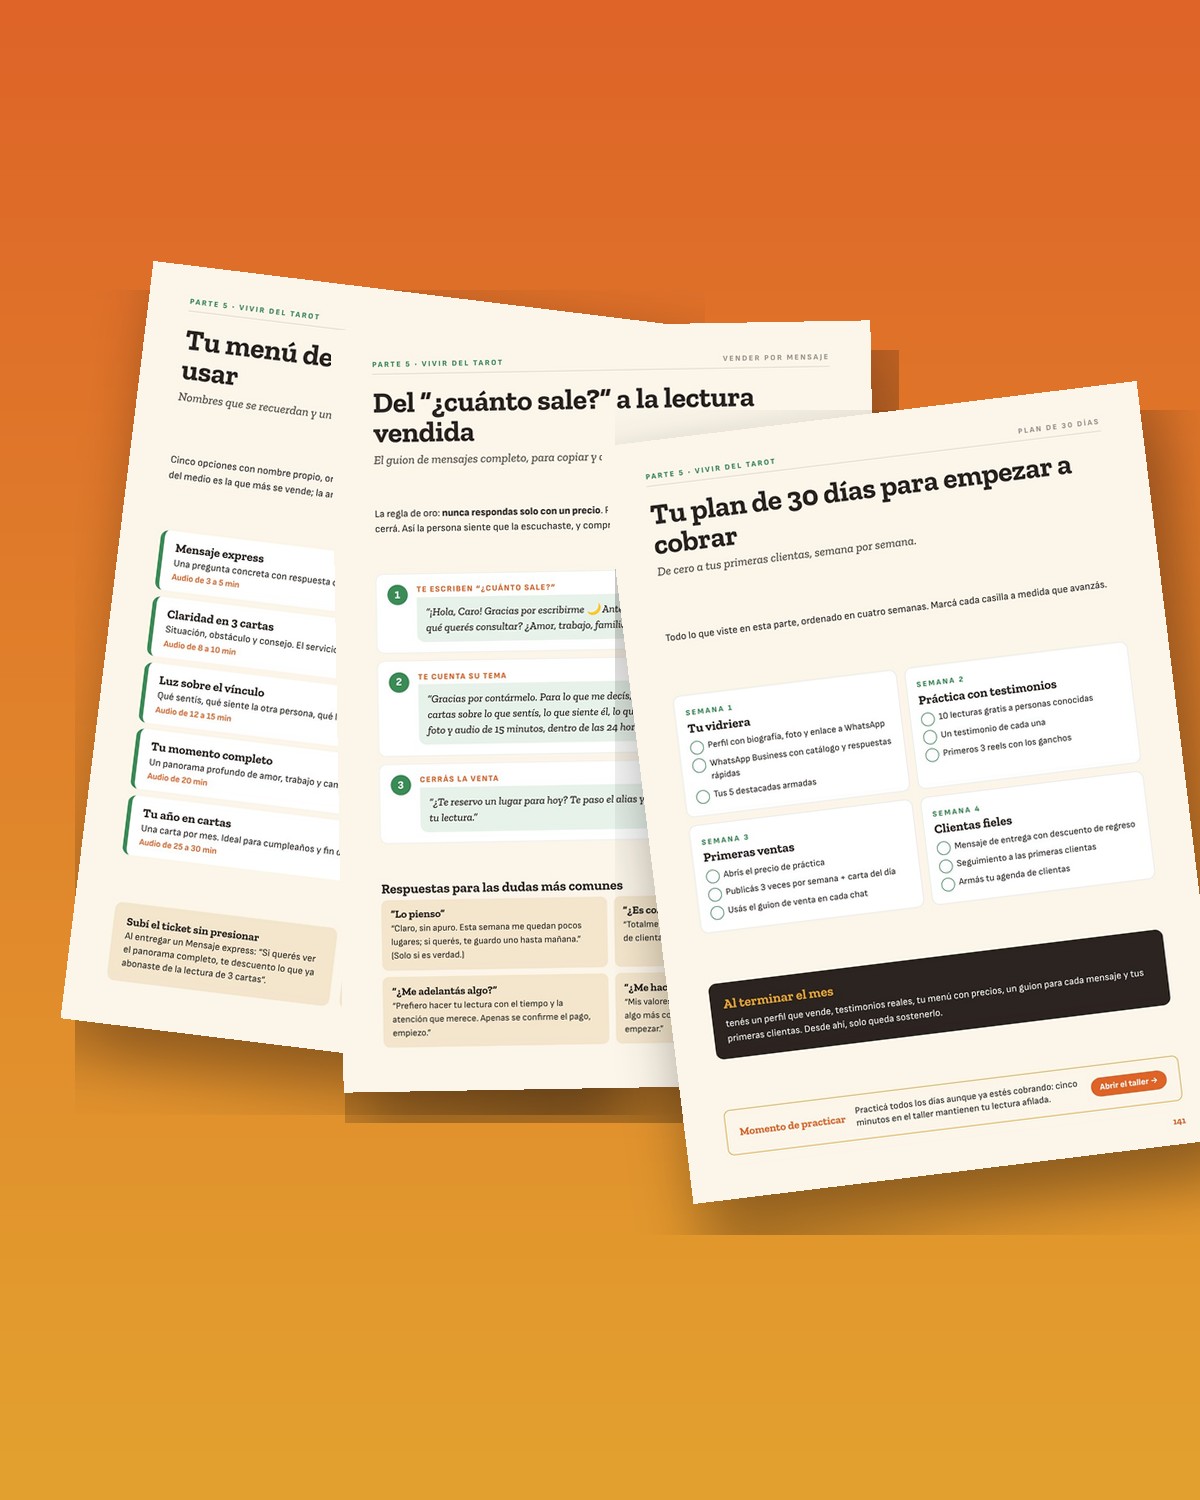 PARTE 5 · VIVIR DEL TAROT
Tu menú de
usar
Nombres que se recuerdan y un
Cinco opciones con nombre propio,
del medio es la que más se vende; la
Mensaje express
Una pregunta concreta con respuesta
Audio de 3 a 5 min
Claridad en 3 cartas
Situación, obstáculo y consejo. El
Audio de 8 a 10 min
Luz sobre el vínculo
Qué sentís, qué siente la otra persona, qué
Audio de 12 a 15 min
Tu momento completo
Un panorama profundo de amor, trabajo y
Audio de 20 min
Tu año en cartas
Una carta por mes. Ideal para cumpleaños y fin
Audio de 25 a 30 min
Subí el ticket sin presionar
Al entregar un Mensaje express: “Si querés ver
el panorama completo, te descuento lo que ya
abonaste de la lectura de 3 cartas”.
PARTE 5 · VIVIR DEL TAROT
VENDER POR MENSAJE
Del “¿cuánto sale?” a la lectura
vendida
El guion de mensajes completo, para copiar y
La regla de oro: nunca respondas solo con un precio.
cerrá. Así la persona siente que la escuchaste, y
1
TE ESCRIBEN “¿CUÁNTO SALE?”
“¡Hola, Caro! Gracias por escribirme 🌙
qué querés consultar? ¿Amor, trabajo,
2
TE CUENTA SU TEMA
“Gracias por contármelo. Para lo que me decís,
cartas sobre lo que sentís, lo que siente él, lo
foto y audio de 15 minutos, dentro de las 24
3
CERRÁS LA VENTA
“¿Te reservo un lugar para hoy? Te paso el alias y
tu lectura.”
Respuestas para las dudas más comunes
“Lo pienso”
“Claro, sin apuro. Esta semana me quedan pocos
lugares; si querés, te guardo uno hasta mañana.”
(Solo si es verdad.)
“¿Es
“Totalme
de clienta
“¿Me adelantás algo?”
“Prefiero hacer tu lectura con el tiempo y la
atención que merece. Apenas se confirme el pago,
empiezo.”
“¿Me
“Mis
algo más
empezar.”
PARTE 5 · VIVIR DEL TAROT
PLAN DE 30 DÍAS
Tu plan de 30 días para empezar a
cobrar
De cero a tus primeras clientas, semana por semana.
Todo lo que viste en esta parte, ordenado en cuatro semanas. Marcá cada casilla a medida que avanzás.
SEMANA 1
Tu vidriera
Perfil con biografía, foto y enlace a WhatsApp
WhatsApp Business con catálogo y respuestas
rápidas
Tus 5 destacadas armadas
SEMANA 2
Práctica con testimonios
10 lecturas gratis a personas conocidas
Un testimonio de cada una
Primeros 3 reels con los ganchos
SEMANA 3
Primeras ventas
Abrís el precio de práctica
Publicás 3 veces por semana + carta del día
Usás el guion de venta en cada chat
SEMANA 4
Clientas fieles
Mensaje de entrega con descuento de regreso
Seguimiento a las primeras clientas
Armás tu agenda de clientas
Al terminar el mes
tenés un perfil que vende, testimonios reales, tu menú con precios, un guion para cada mensaje y tus
primeras clientas. Desde ahí, solo queda sostenerlo.
Momento de practicar
Practicá todos los días aunque ya estés cobrando: cinco
minutos en el taller mantienen tu lectura afilada.
Abrir el taller →
141